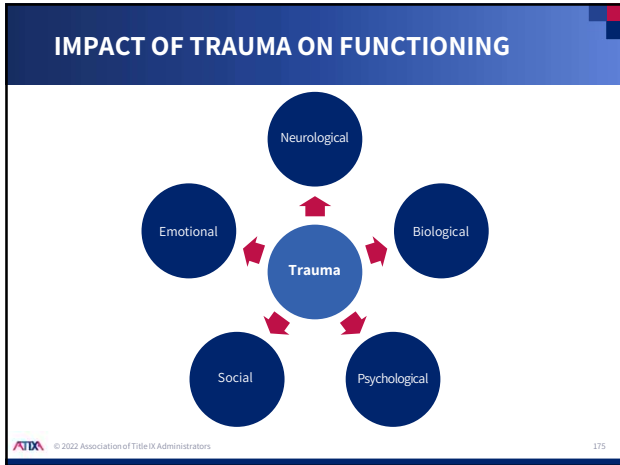 IMPACT OF TRAUMA ON FUNCTIONING
Neurological
Emotional
Biological
Trauma
Social
Psychological
ATIXA © 2022 Association of Title IX Administrators
175